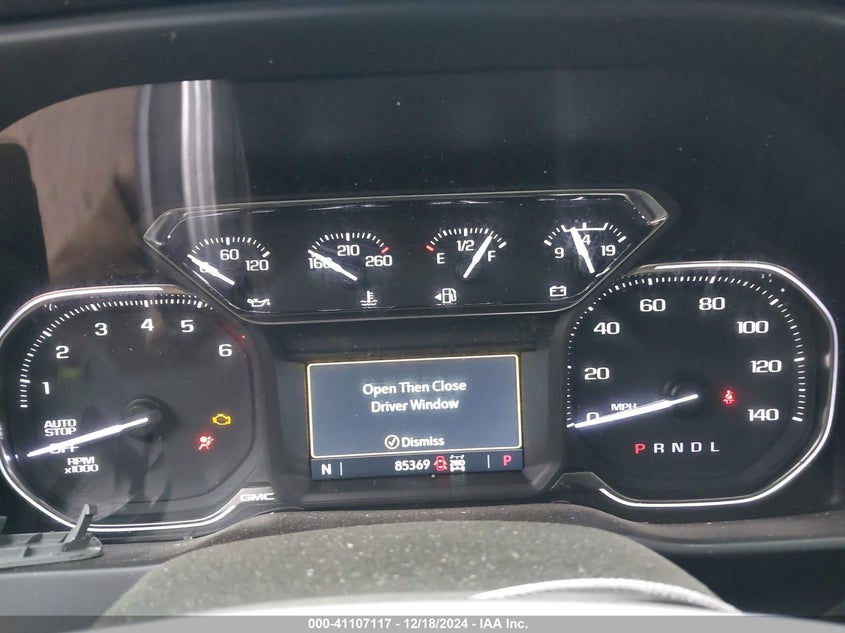 0 60 120
160 210 260
E 1/2 F
9 19
1 2 3 4 5 6
AUTO
STOP
OFF
RPM
x1000
GMC
Open Then Close
Driver Window
Dismiss
N 85369 P
0 20 40 60 80 100 120 140
MPH
P R N D L
000-41107117 - 12/18/2024 - IAA Inc.